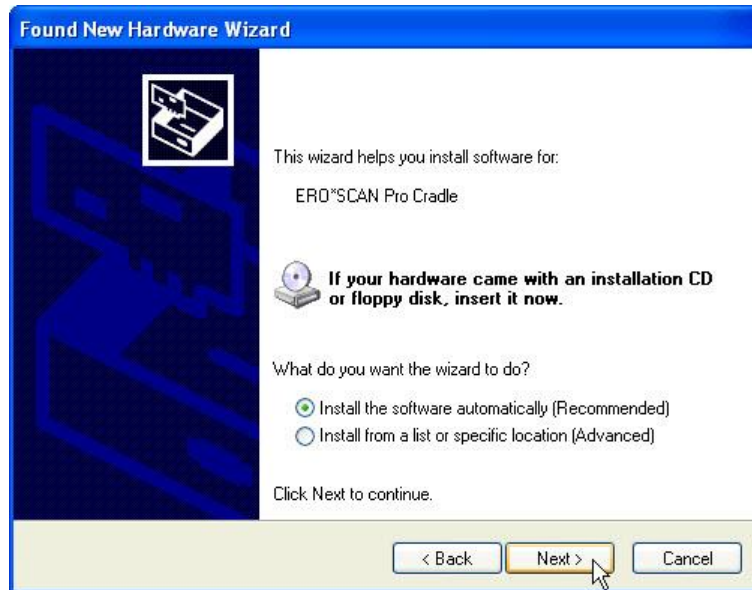 Found New Hardware Wizard
This wizard helps you install software for:
ERO*SCAN Pro Cradle
If your hardware came with an installation CD
or floppy disk, insert it now.
What do you want the wizard to do?
Install the software automatically (Recommended)
Install from a list or specific location (Advanced)
Click Next to continue.
< Back Next > Cancel